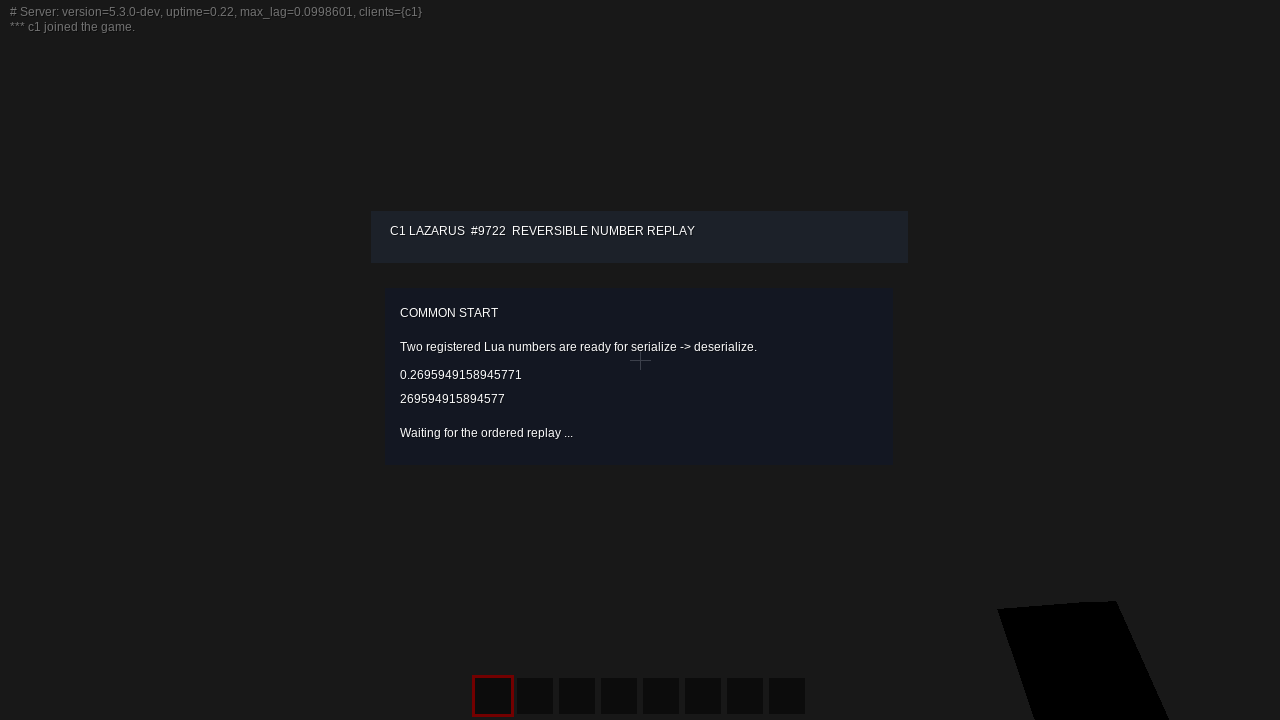 # Server: version=5.3.0-dev, uptime=0.22, max_lag=0.0998601, clients={c1}
*** c1 joined the game.
C1 LAZARUS  #9722  REVERSIBLE NUMBER REPLAY
COMMON START
Two registered Lua numbers are ready for serialize -> deserialize.
0.2695949158945771
269594915894577
Waiting for the ordered replay ...